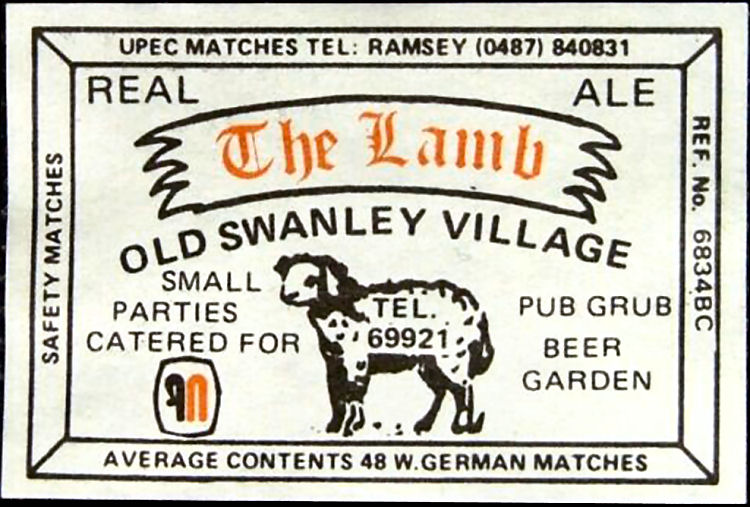 UPEC MATCHES TEL: RAMSEY (0487) 840831
REAL ALE
The Lamb
OLD SWANLEY VILLAGE
SMALL
PARTIES
CATERED FOR
TEL.
69921
PUB GRUB
BEER
GARDEN
SAFETY MATCHES
REF. No. 6834BC
AVERAGE CONTENTS 48 W.GERMAN MATCHES